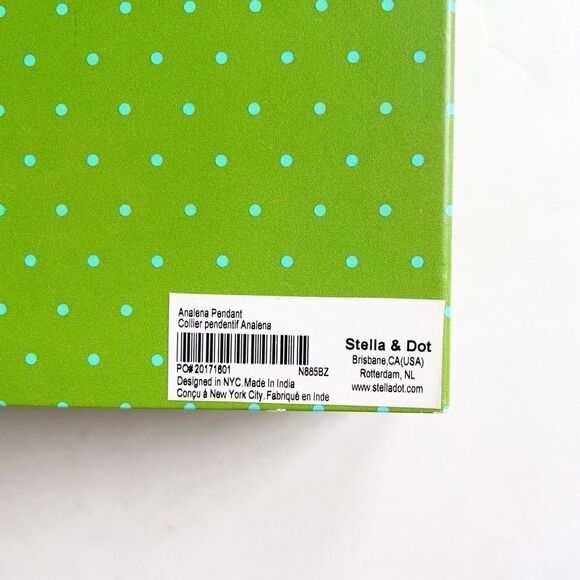 Analena Pendant
Collier pendentif Analena
PO# 20171601 N885BZ
Designed in NYC. Made In India
Conçu à New York City. Fabriqué en Inde
Stella & Dot
Brisbane,CA(USA)
Rotterdam, NL
www.stelladot.com